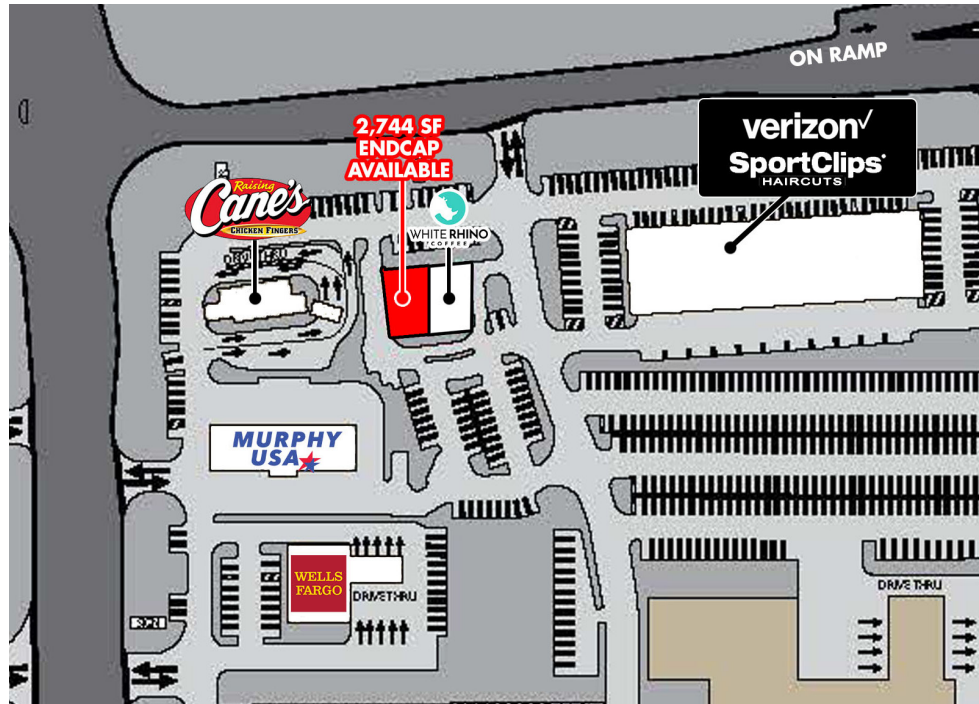 ON RAMP
2,744 SF
ENDCAP
AVAILABLE
verizon
SportClips
HAIRCUTS
Raising
Cane's
CHICKEN FINGERS
WHITE RHINO
COFFEE
MURPHY
USA
WELLS
FARGO
DRIVE THRU
DRIVE THRU
SIGN